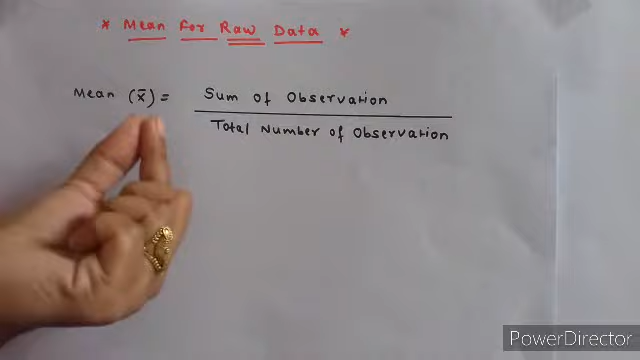 * Mean For Raw Data *
Mean (x̄) = Sum of Observation
Total Number of Observation
PowerDirector